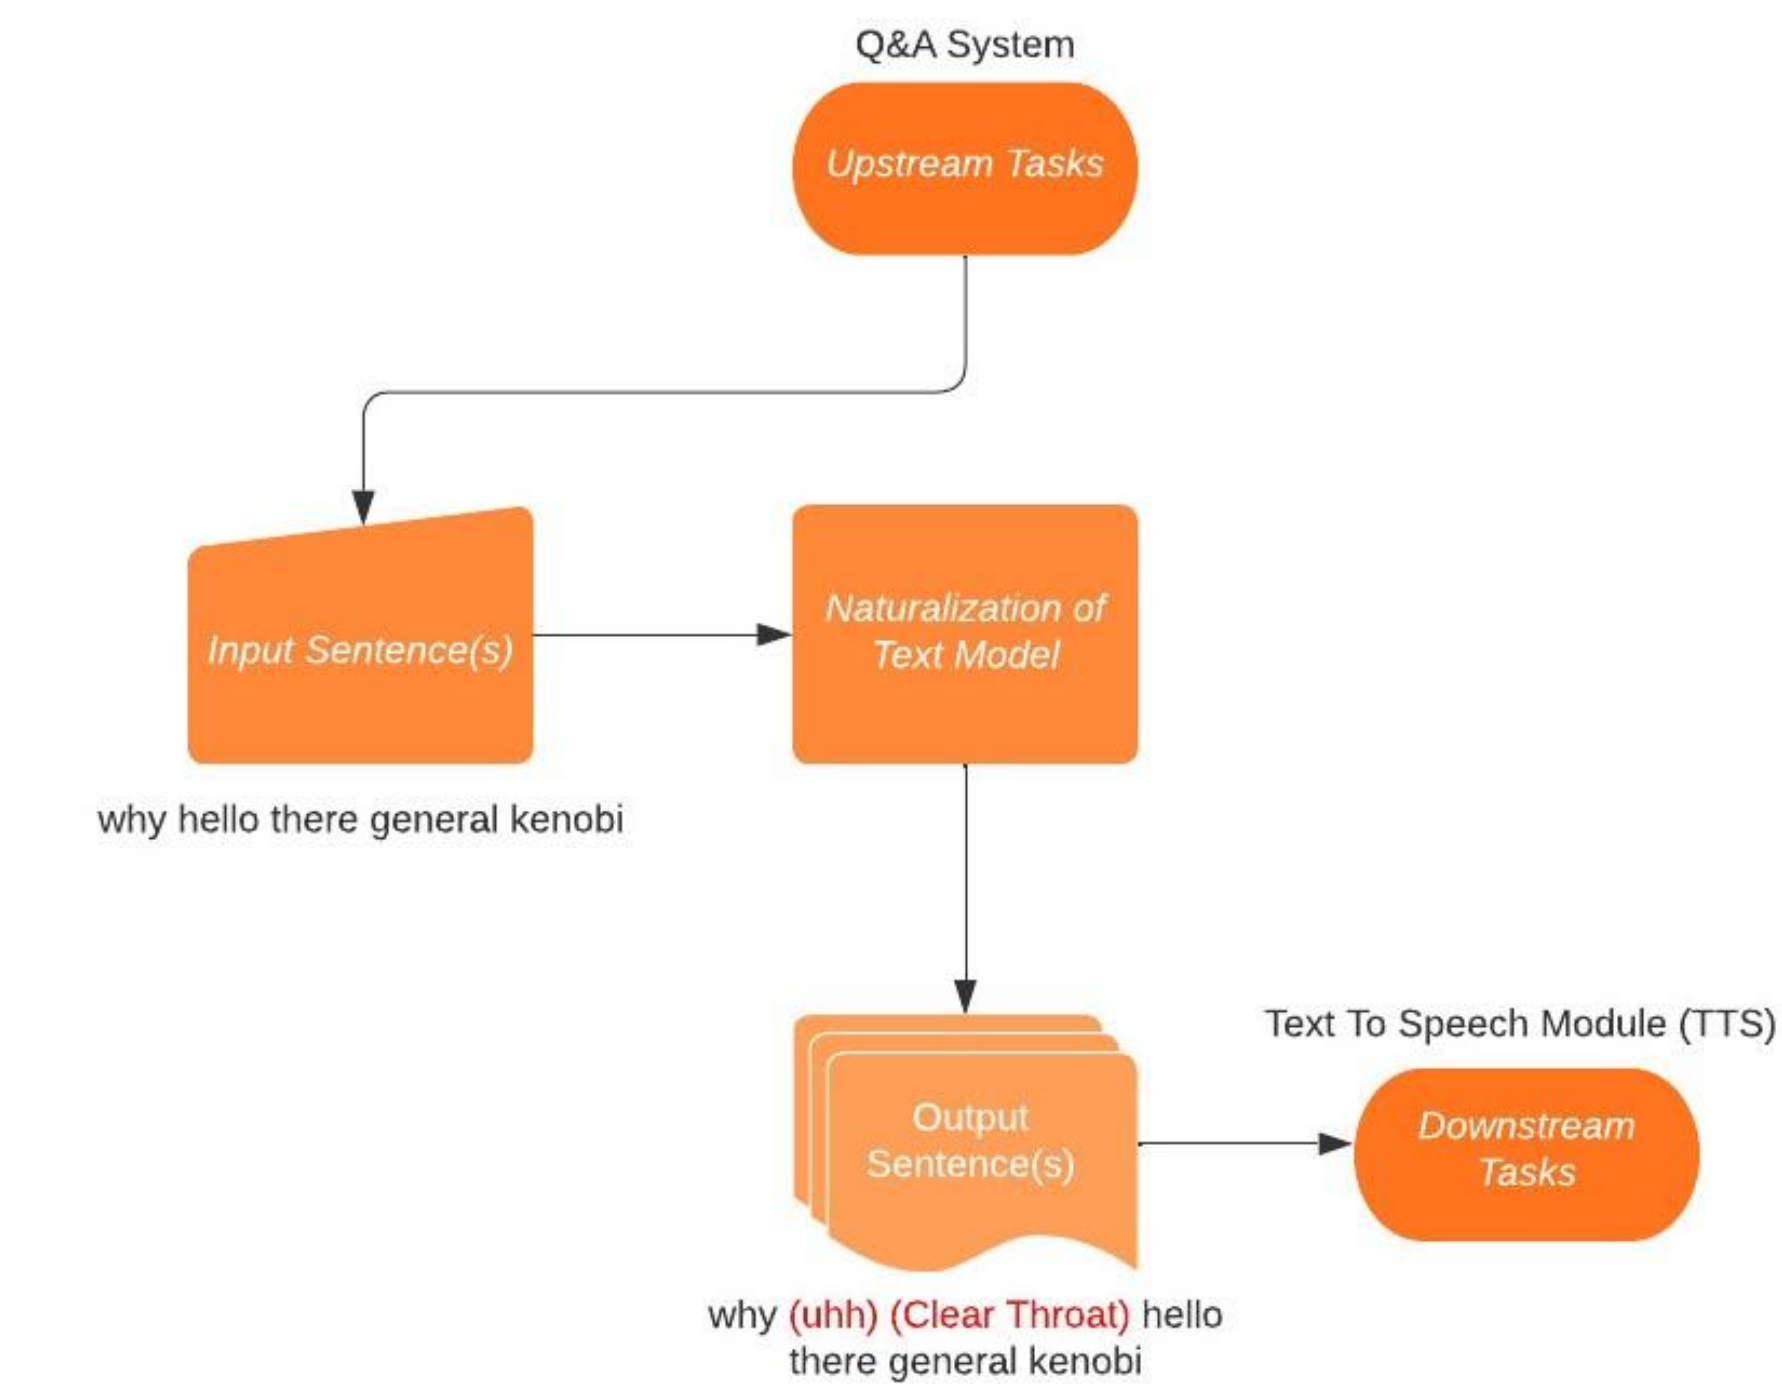 Q&A System
Upstream Tasks
Input Sentence(s)
why hello there general kenobi
Naturalization of
Text Model
Output
Sentence(s)
why (uhh) (Clear Throat) hello
there general kenobi
Text To Speech Module (TTS)
Downstream
Tasks